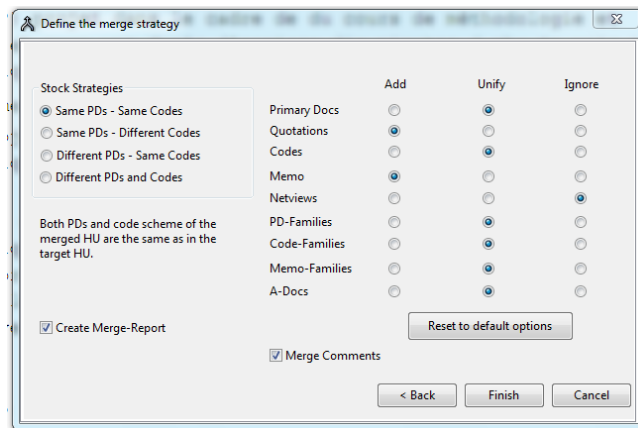 Define the merge strategy
Stock Strategies
Same PDs - Same Codes
Same PDs - Different Codes
Different PDs - Same Codes
Different PDs and Codes
Both PDs and code scheme of the
merged HU are the same as in the
target HU.
Create Merge-Report
Add Unify Ignore
Primary Docs
Quotations
Codes
Memo
Netviews
PD-Families
Code-Families
Memo-Families
A-Docs
Reset to default options
Merge Comments
< Back Finish Cancel